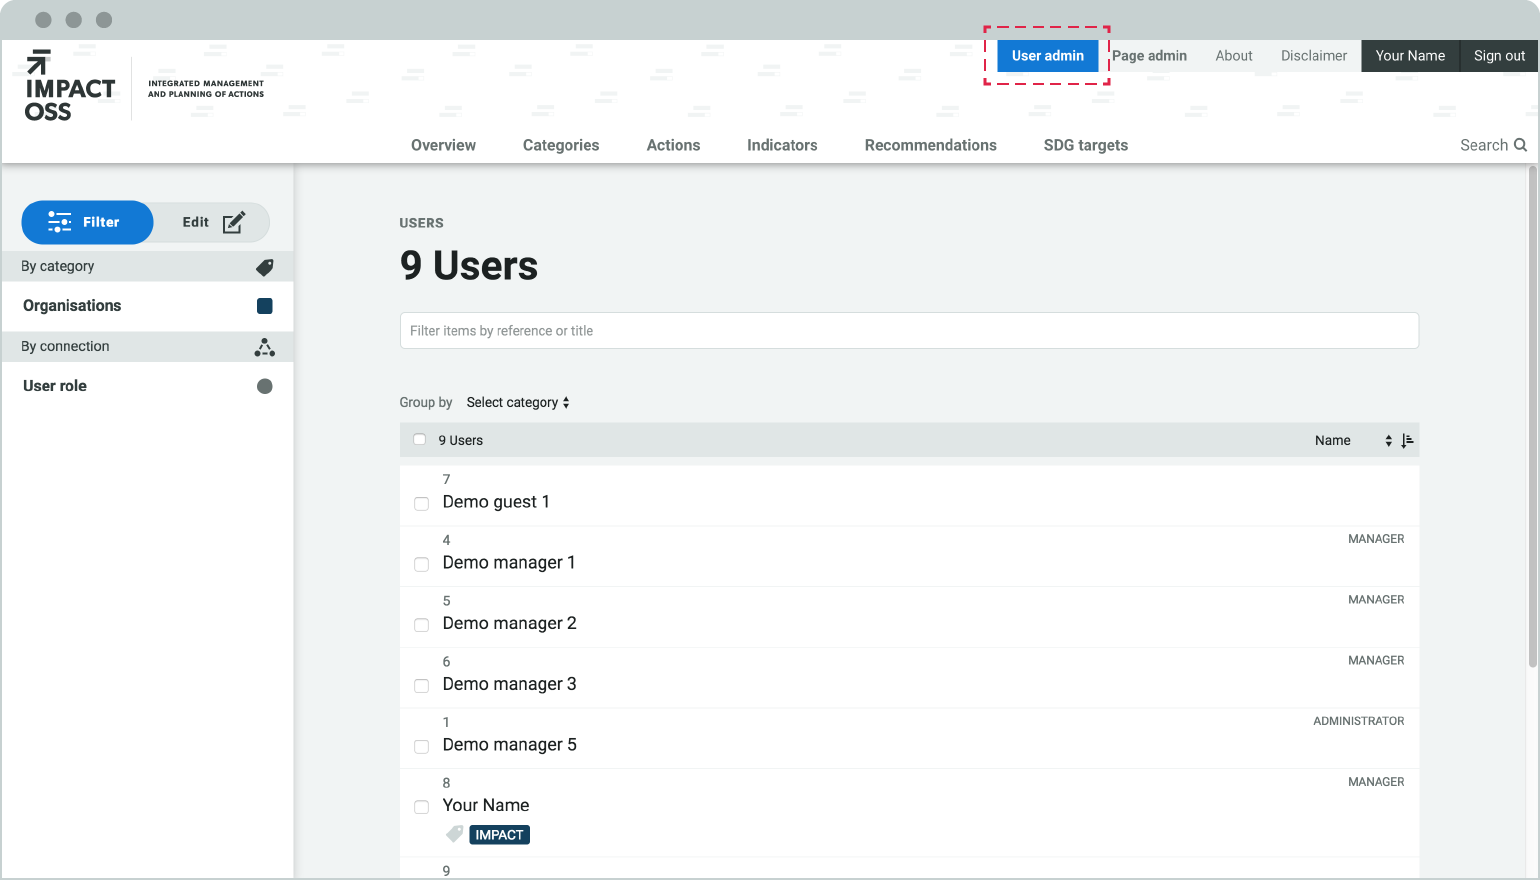 User admin
Page admin
About
Disclaimer
Your Name
Sign out
IMPACT
OSS
INTEGRATED MANAGEMENT
AND PLANNING OF ACTIONS
Overview
Categories
Actions
Indicators
Recommendations
SDG targets
Search
Filter
Edit
By category
Organisations
By connection
User role
USERS
9 Users
Filter items by reference or title
Group by
Select category
9 Users
Name
7
Demo guest 1
4
MANAGER
Demo manager 1
5
MANAGER
Demo manager 2
6
MANAGER
Demo manager 3
1
ADMINISTRATOR
Demo manager 5
8
MANAGER
Your Name
IMPACT
9